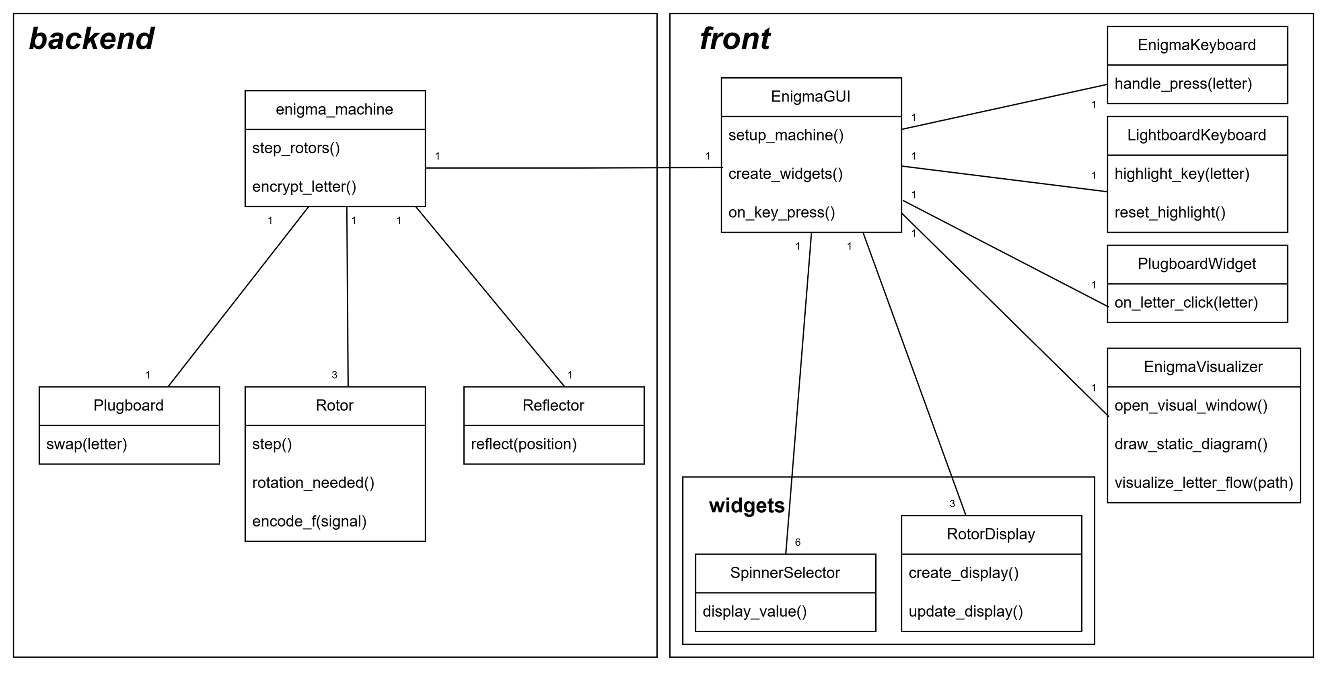 backend
enigma_machine
step_rotors()
encrypt_letter()
1
1
1
1
1
3
1
Plugboard
swap(letter)
Rotor
step()
rotation_needed()
encode_f(signal)
Reflector
reflect(position)
front
1
EnigmaGUI
setup_machine()
create_widgets()
on_key_press()
1
1
1
1
1
1
1
1
1
1
EnigmaKeyboard
handle_press(letter)
LightboardKeyboard
highlight_key(letter)
reset_highlight()
PlugboardWidget
on_letter_click(letter)
EnigmaVisualizer
open_visual_window()
draw_static_diagram()
visualize_letter_flow(path)
widgets
6
3
SpinnerSelector
display_value()
RotorDisplay
create_display()
update_display()